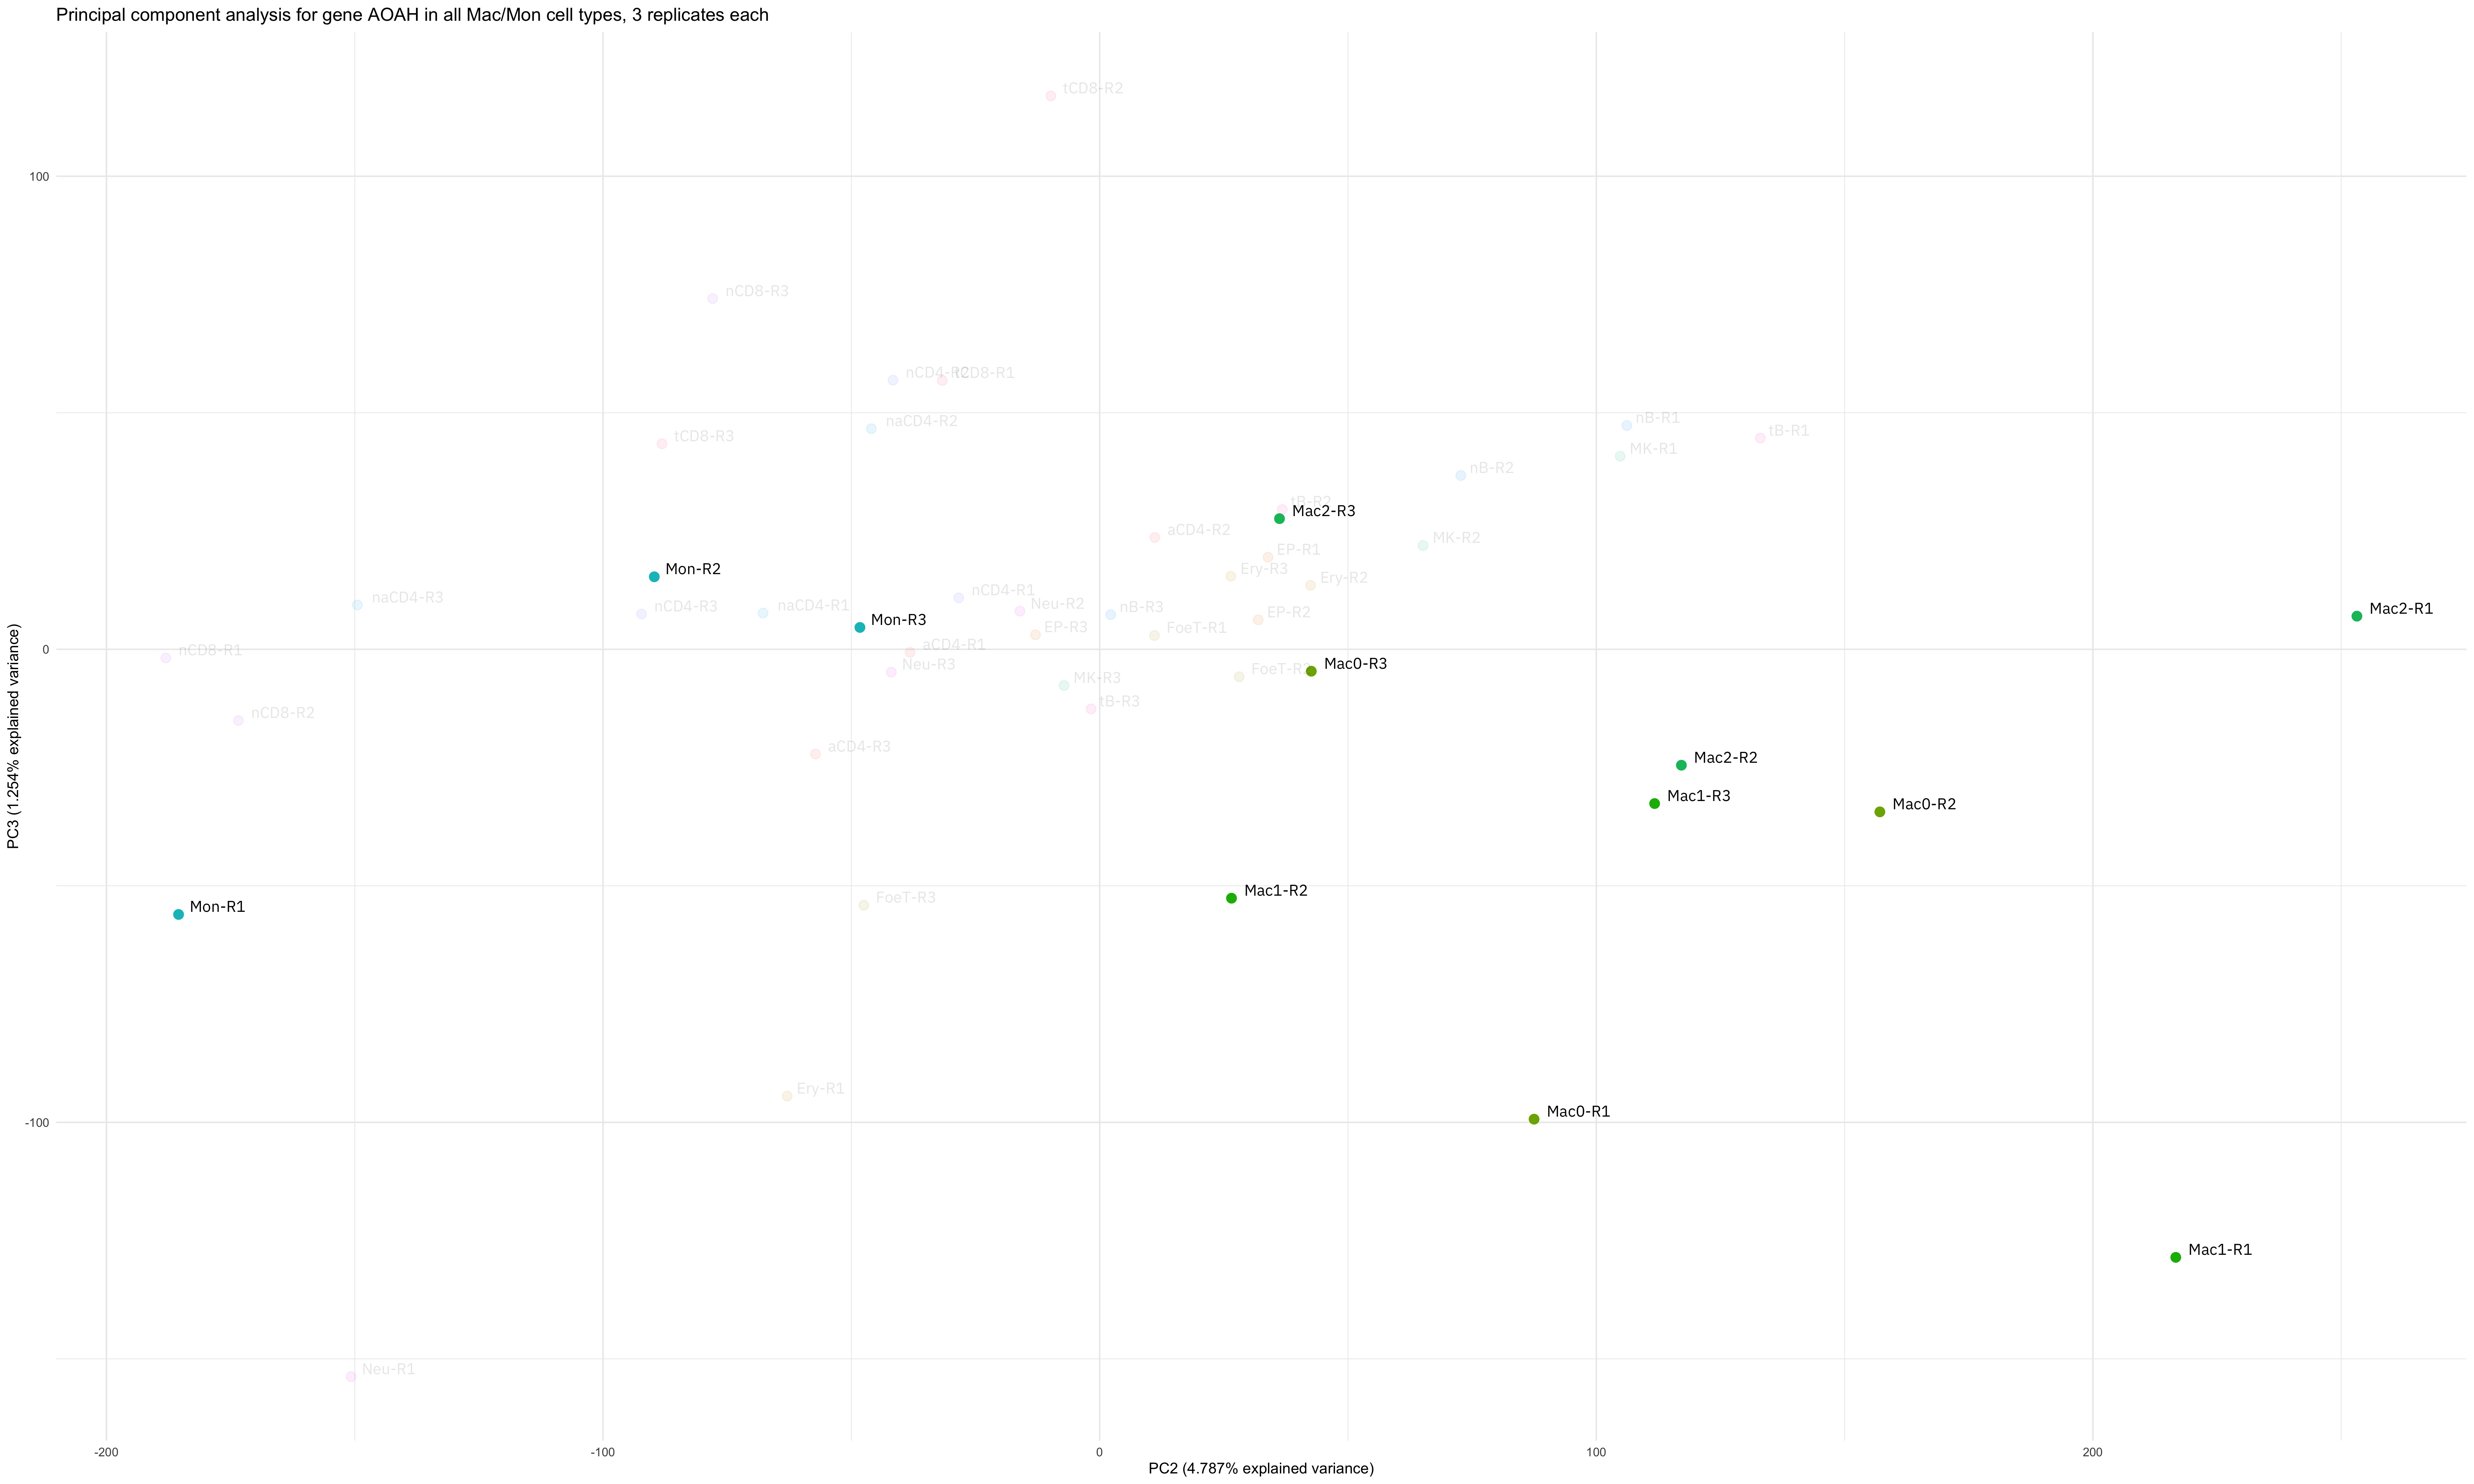 Principal component analysis for gene AOAH in all Mac/Mon cell types, 3 replicates each
tCD8-R2
100
nCD8-R3
nCD4-R2
tCD8-R1
naCD4-R2
nB-R1
tB-R1
tCD8-R3
MK-R1
nB-R2
tB-R2
Mac2-R3
aCD4-R2
MK-R2
EP-R1
Mon-R2
Ery-R3
Ery-R2
nCD4-R1
naCD4-R3
nCD4-R3
naCD4-R1
Neu-R2
nB-R3
Mac2-R1
EP-R2
Mon-R3
EP-R3
FoeT-R1
0
nCD8-R1
aCD4-R1
Neu-R3
Mac0-R3
FoeT-R2
MK-R3
tB-R3
nCD8-R2
aCD4-R3
Mac2-R2
Mac1-R3
Mac0-R2
Mac1-R2
FoeT-R3
Mon-R1
Ery-R1
Mac0-R1
-100
Mac1-R1
Neu-R1
PC3 (1.254% explained variance)
-200
-100
0
100
200
PC2 (4.787% explained variance)